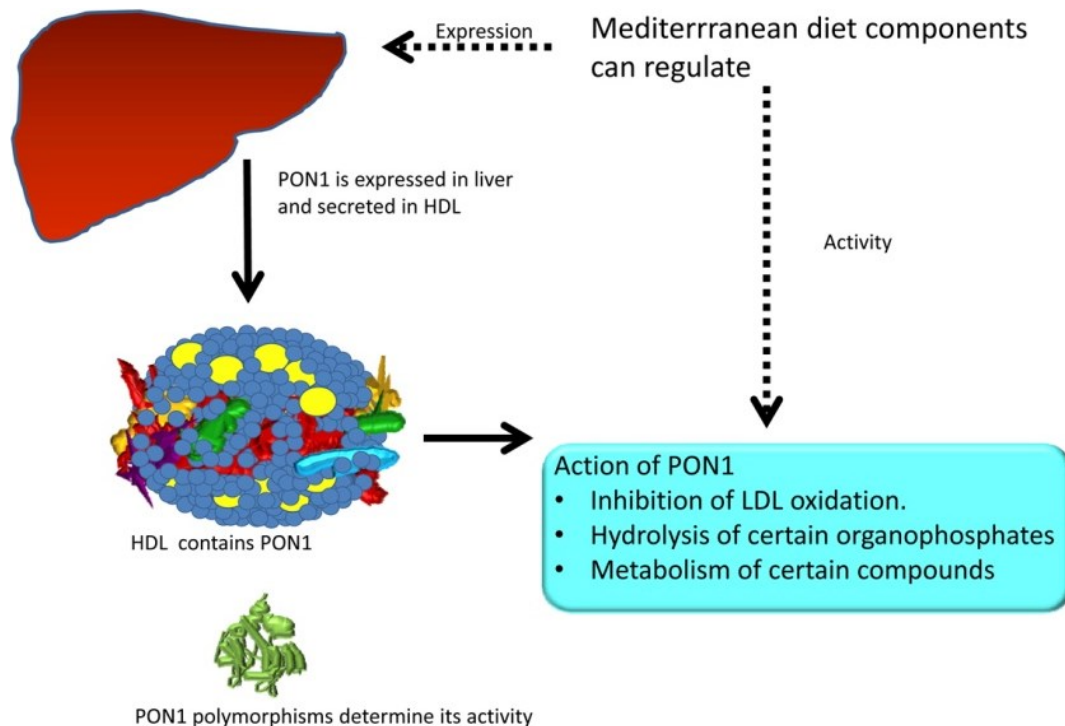 Expression
Mediterrranean diet components
can regulate
PON1 is expressed in liver
and secreted in HDL
Activity
HDL  contains PON1
Action of PON1
• Inhibition of LDL oxidation.
• Hydrolysis of certain organophosphates
• Metabolism of certain compounds
PON1 polymorphisms determine its activity